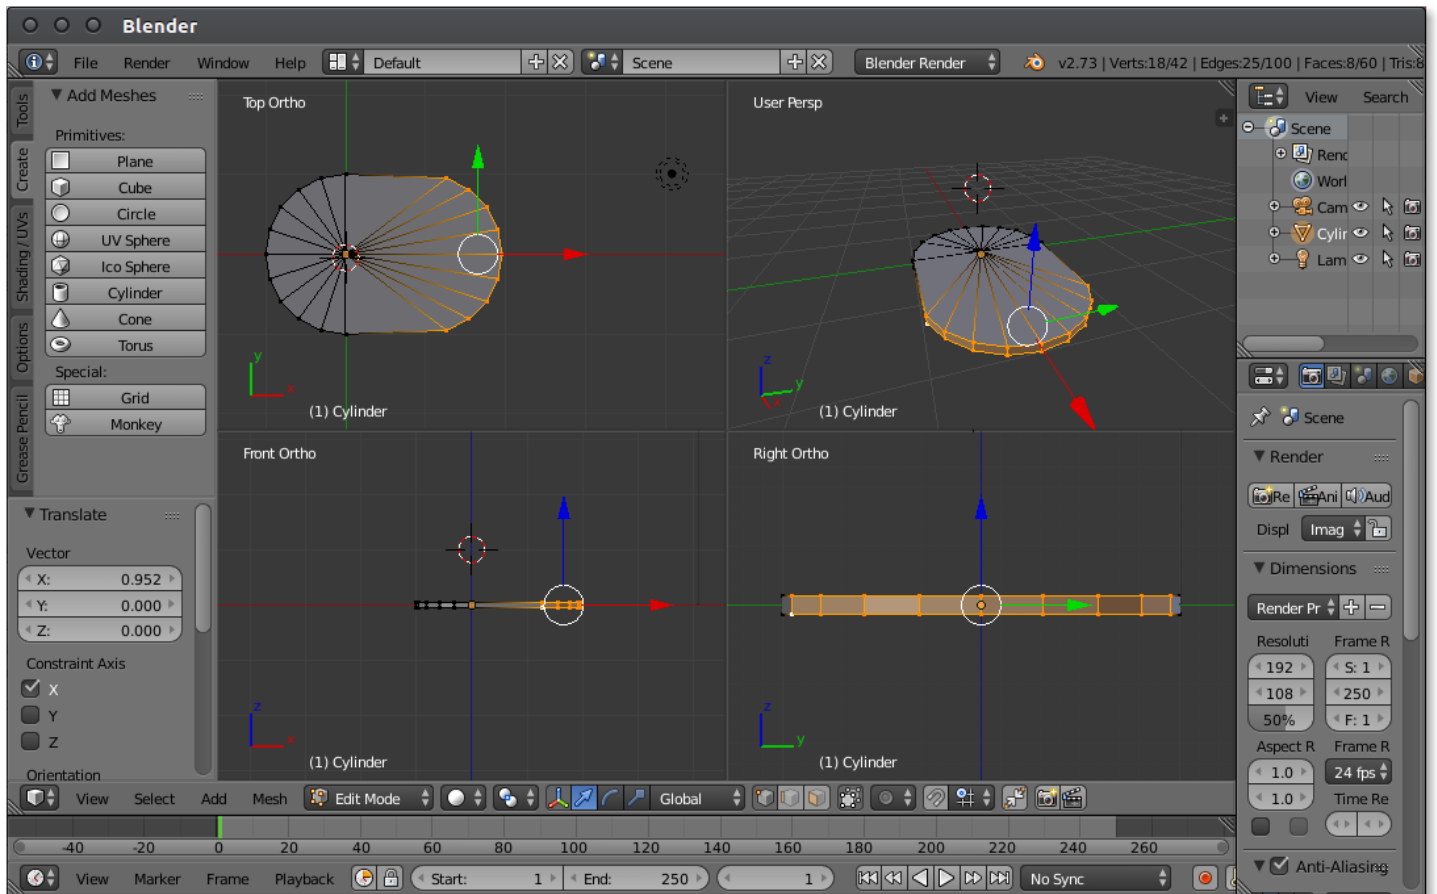 Blender
File Render Window Help Default Scene Blender Render v2.73 | Verts:18/42 | Edges:25/100 | Faces:8/60 | Tris:8
Tools
Create
Shading / UVs
Options
Grease Pencil
Add Meshes
Primitives:
Plane
Cube
Circle
UV Sphere
Ico Sphere
Cylinder
Cone
Torus
Special:
Grid
Monkey
Translate
Vector
X: 0.952
Y: 0.000
Z: 0.000
Constraint Axis
X
Y
Z
Orientation
Top Ortho
y
x
(1) Cylinder
User Persp
z
y
x
(1) Cylinder
Front Ortho
z
x
(1) Cylinder
Right Ortho
z
y
(1) Cylinder
View Search
Scene
Renc
Worl
Cam
Cylir
Lam
Scene
Render
Re Ani Aud
Displ Imag
Dimensions
Render Pr
Resoluti Frame R
192 S: 1
108 250
50% F: 1
Aspect R Frame R
1.0 24 fps
1.0 Time Re
Anti-Aliasing
View Select Add Mesh Edit Mode Global
-40 -20 0 20 40 60 80 100 120 140 160 180 200 220 240 260
View Marker Frame Playback Start: 1 End: 250 1 No Sync